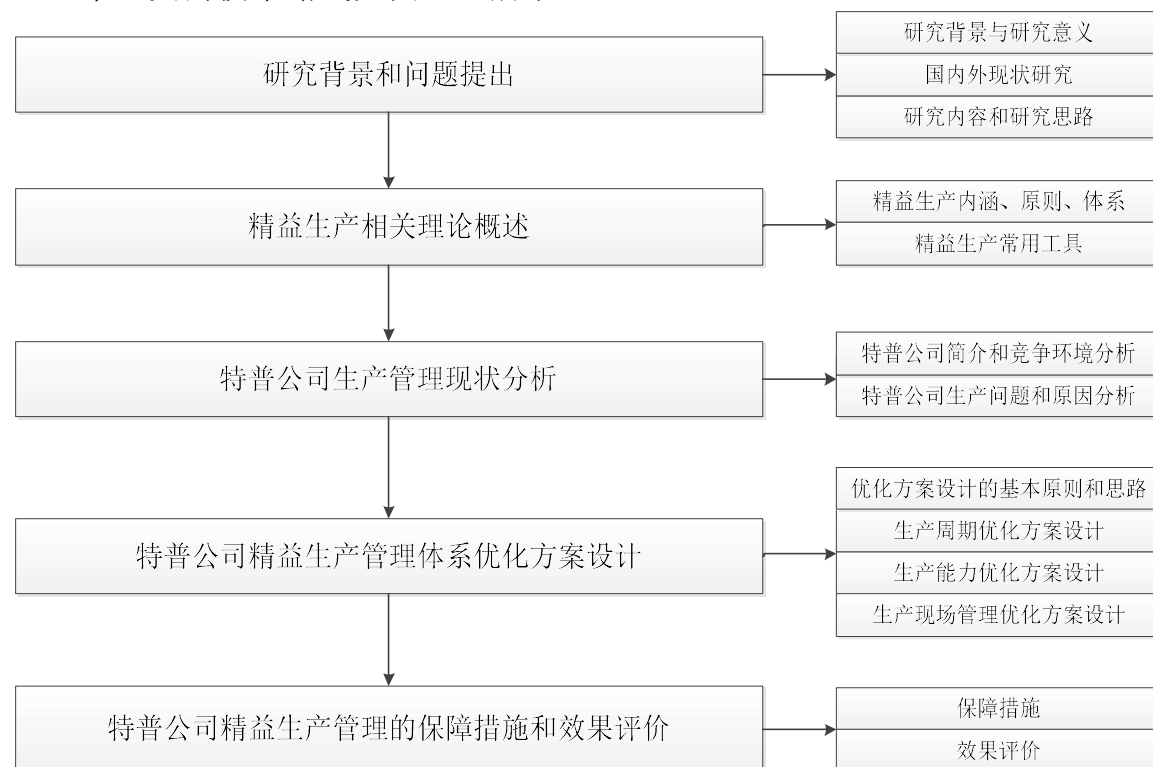 研究背景和问题提出
研究背景与研究意义
国内外现状研究
研究内容和研究思路
精益生产相关理论概述
精益生产内涵、原则、体系
精益生产常用工具
特普公司生产管理现状分析
特普公司简介和竞争环境分析
特普公司生产问题和原因分析
特普公司精益生产管理体系优化方案设计
优化方案设计的基本原则和思路
生产周期优化方案设计
生产能力优化方案设计
生产现场管理优化方案设计
特普公司精益生产管理的保障措施和效果评价
保障措施
效果评价